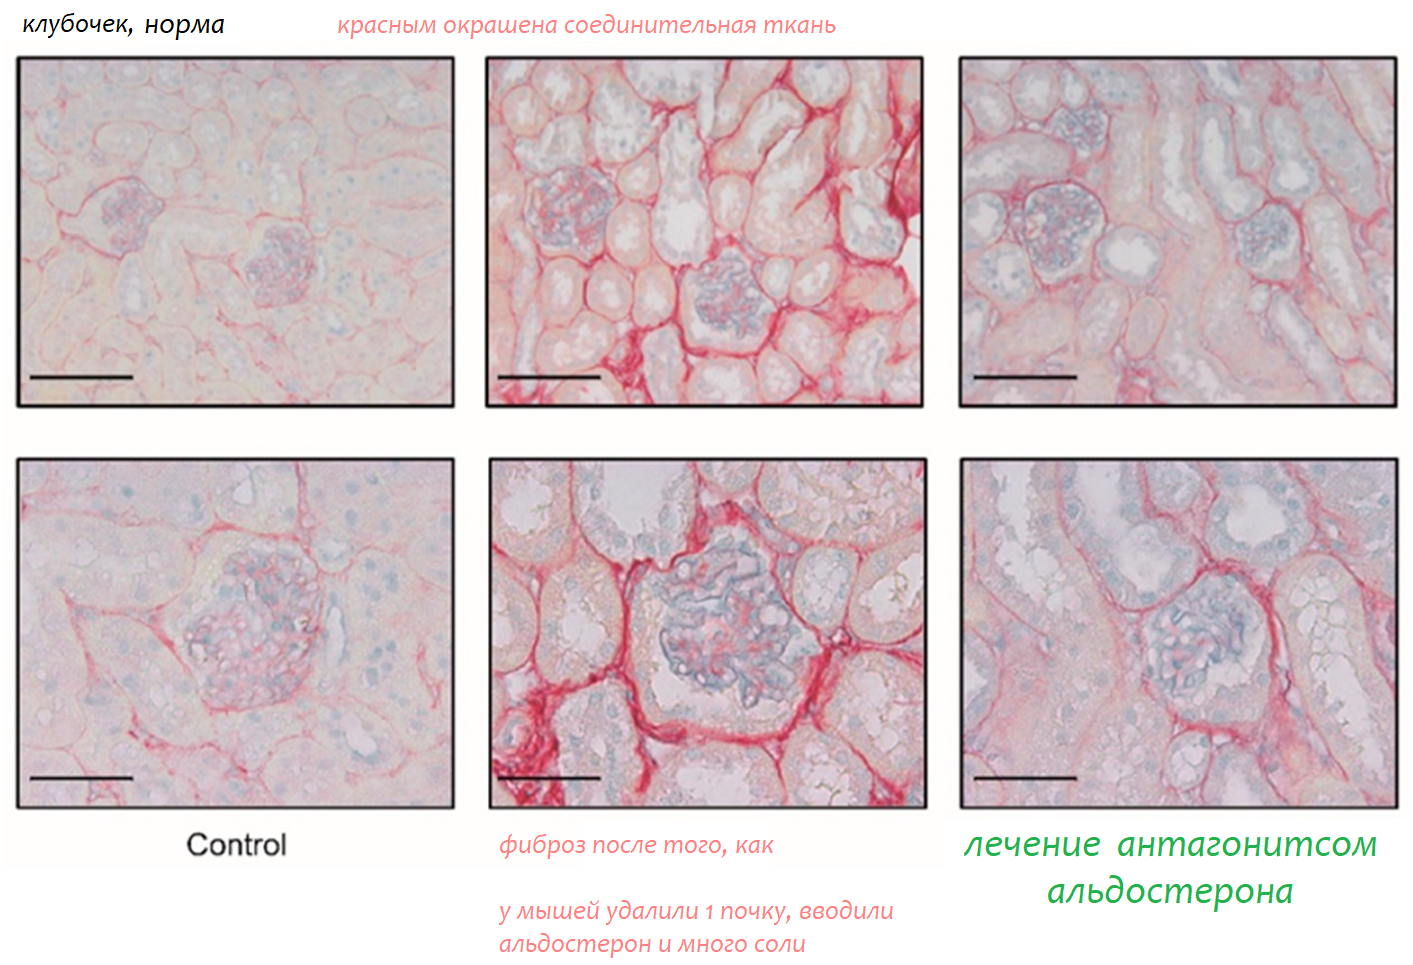 клубочек, норма
красным окрашена соединительная ткань
Control
фиброз после того, как
у мышей удалили 1 почку, вводили
альдостерон и много соли
лечение антагонитсом
альдостерона